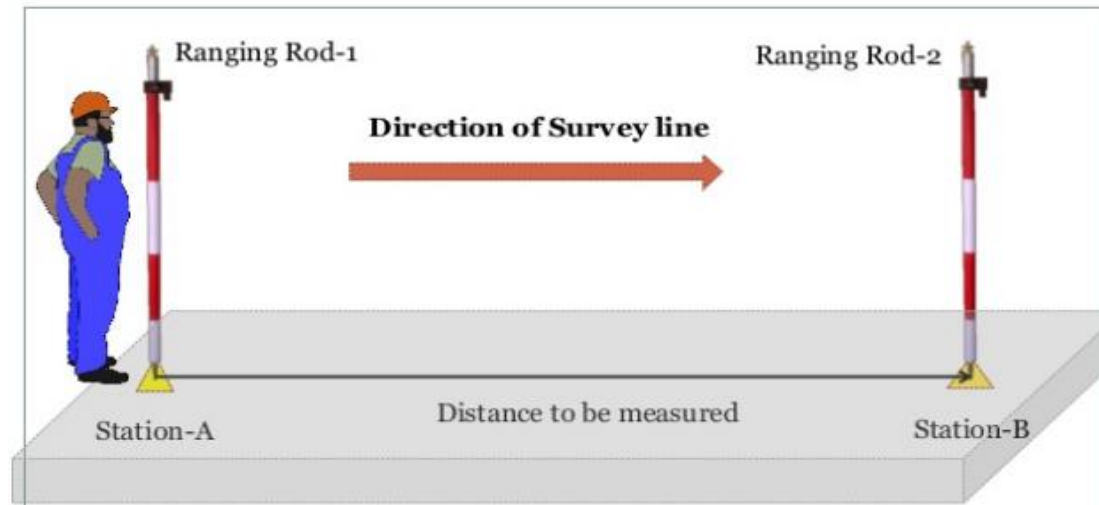 Ranging Rod-1
Ranging Rod-2
Direction of Survey line
Distance to be measured
Station-A
Station-B